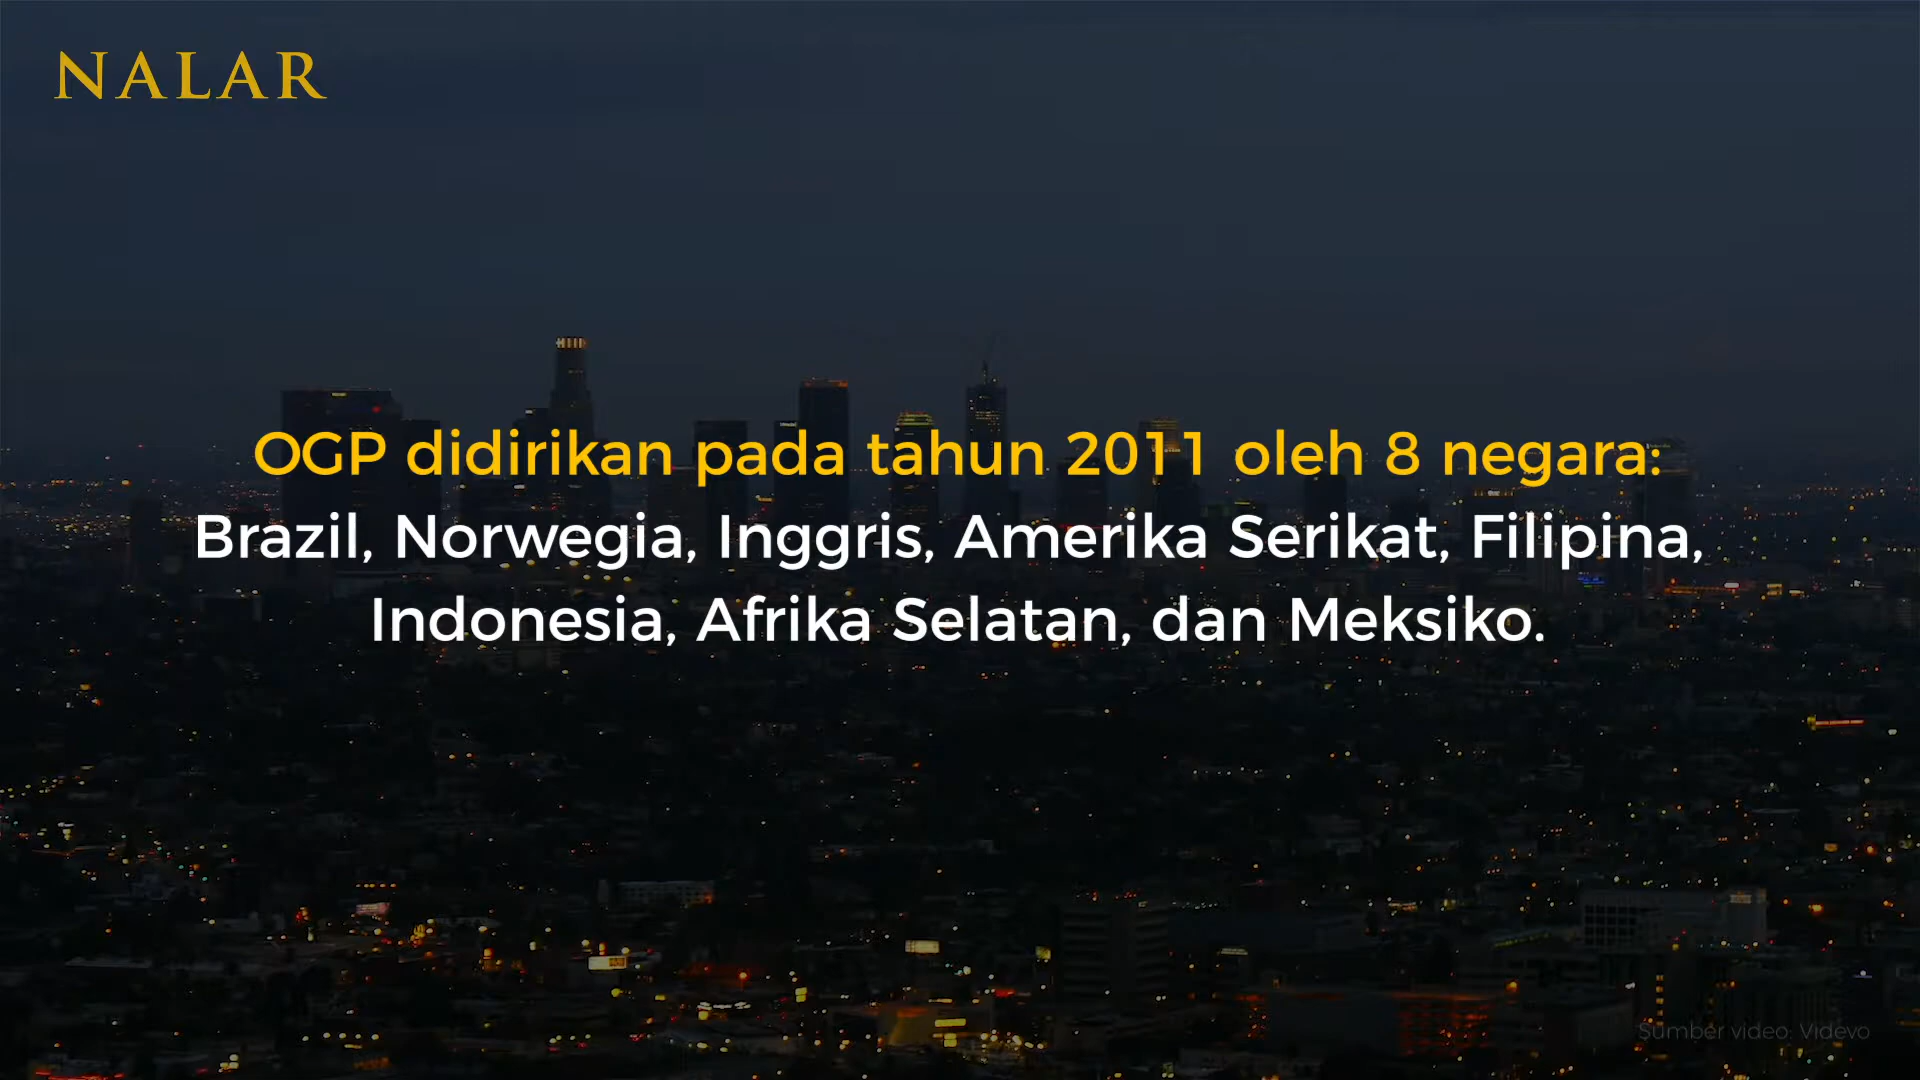 NALAR
OGP didirikan pada tahun 2011 oleh 8 negara:
Brazil, Norwegia, Inggris, Amerika Serikat, Filipina,
Indonesia, Afrika Selatan, dan Meksiko.
Sumber video: Videvo